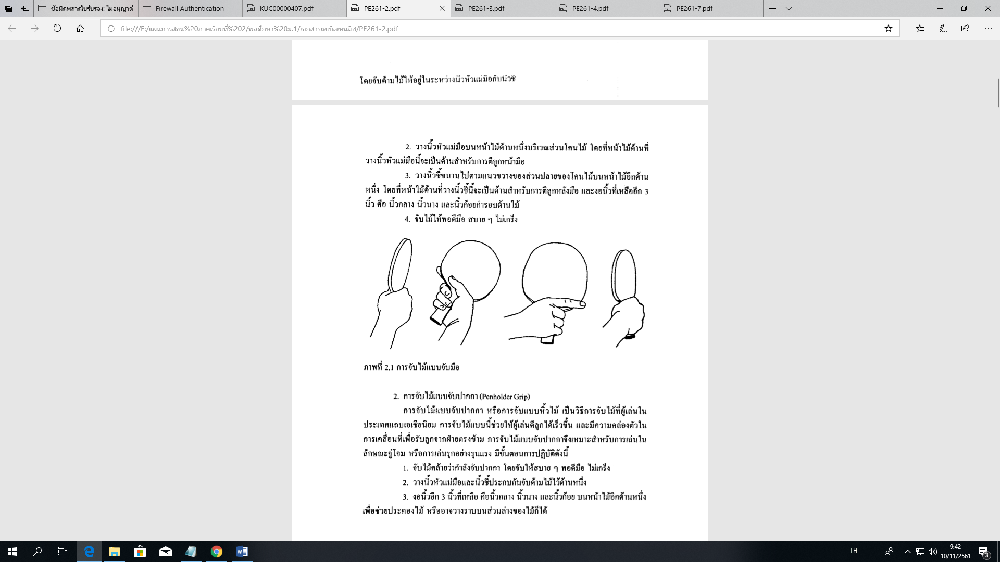 ข้อผิดพลาดใบรับรอง: ไม่อนุญาต
Firewall Authentication
KUC00000407.pdf
PE261-2.pdf
PE261-3.pdf
PE261-4.pdf
PE261-7.pdf
file:///E:/แผนการสอน%20ภาคเรียนที่%202/พลศึกษา%20ม.1/เอกสารเทเบิลเทนนิส/PE261-2.pdf
โดยจับด้ามไม้ให้อยู่ในระหว่างนิ้วหัวแม่มือกับนิ้วชี้
2. วางนิ้วหัวแม่มือบนหน้าไม้ด้านหนึ่งบริเวณส่วนโคนไม้ โดยที่หน้าไม้ด้านที่
วางนิ้วหัวแม่มือนี้จะเป็นด้านสำหรับการตีลูกหน้ามือ
3. วางนิ้วชี้ขนานไปตามแนวขวางของส่วนปลายของโคนไม้บนหน้าไม้อีกด้าน
หนึ่ง โดยที่หน้าไม้ด้านที่วางนิ้วชี้นี้จะเป็นด้านสำหรับการตีลูกหลังมือ และงอนิ้วที่เหลืออีก 3
นิ้ว คือ นิ้วกลาง นิ้วนาง และนิ้วก้อยกำรอบด้านไม้
4. จับไม้ให้พอดีมือ สบาย ๆ ไม่เกร็ง
ภาพที่ 2.1 การจับไม้แบบจับมือ
2. การจับไม้แบบจับปากกา (Penholder Grip)
การจับไม้แบบจับปากกา หรือการจับแบบหิ้วไม้ เป็นวิธีการจับไม้ที่ผู้เล่นใน
ประเทศแถบเอเชียนิยม การจับไม้แบบนี้ช่วยให้ผู้เล่นตีลูกได้เร็วขึ้น และมีความคล่องตัวใน
การเคลื่อนที่เพื่อรับลูกจากฝ่ายตรงข้าม การจับไม้แบบจับปากกาจึงเหมาะสำหรับการเล่นใน
ลักษณะจู่โจม หรือการเล่นรุกอย่างรุนแรง มีขั้นตอนการปฏิบัติดังนี้
1. จับไม้คล้ายว่ากำลังจับปากกา โดยจับให้สบาย ๆ พอดีมือ ไม่เกร็ง
2. วางนิ้วหัวแม่มือและนิ้วชี้ประกบกันจับด้ามไม้ไว้ด้านหนึ่ง
3. งอนิ้วอีก 3 นิ้วที่เหลือ คือนิ้วกลาง นิ้วนาง และนิ้วก้อย บนหน้าไม้อีกด้านหนึ่ง
เพื่อช่วยประคองไม้ หรืออาจวางราบบนส่วนล่างของไม้ก็ได้
TH
9:42
10/11/2561
3